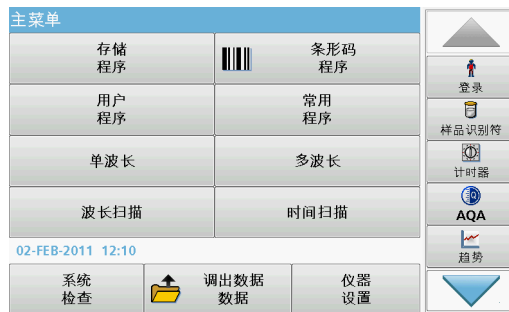 主菜单
存储
程序
条形码
程序
用户
程序
常用
程序
单波长
多波长
波长扫描
时间扫描
02-FEB-2011 12:10
系统
检查
调出数据
数据
仪器
设置
登录
样品识别符
计时器
AQA
趋势